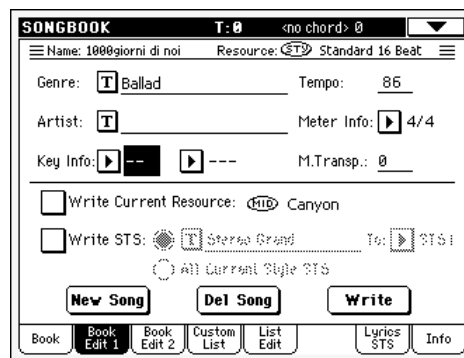 SONGBOOK T:0 <no chord> 0
Name: 1000giorni di noi Resource: STY Standard 16 Beat
Genre: T Ballad Tempo: 86
Artist: T Meter Info: 4/4
Key Info: -- --- M.Transp.: 0
Write Current Resource: MID Canyon
Write STS: T Stereo Grand To: STS1
All Current Style STS
New Song Del Song Write
Book Book Edit 1 Book Edit 2 Custom List List Edit Lyrics STS Info